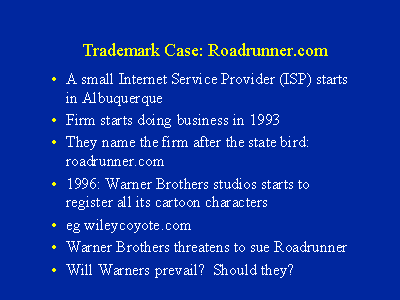 Trademark Case: Roadrunner.com
• A small Internet Service Provider (ISP) starts
in Albuquerque
• Firm starts doing business in 1993
• They name the firm after the state bird:
roadrunner.com
• 1996: Warner Brothers studios starts to
register all its cartoon characters
• eg wileycoyote.com
• Warner Brothers threatens to sue Roadrunner
• Will Warners prevail?  Should they?